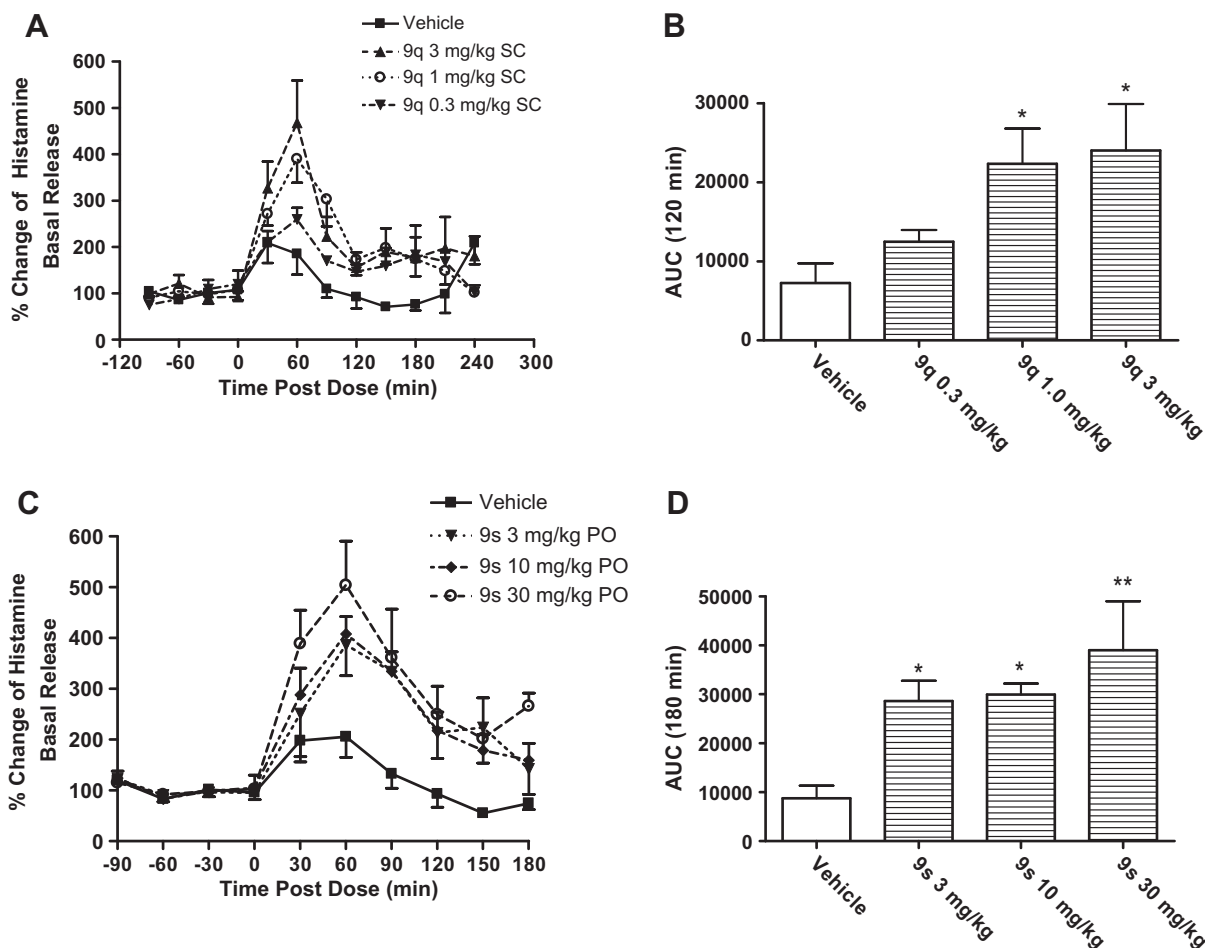 A
Vehicle
9q 3 mg/kg SC
9q 1 mg/kg SC
9q 0.3 mg/kg SC
% Change of Histamine
Basal Release
600
500
400
300
200
100
0
-120 -60 0 60 120 180 240 300
Time Post Dose (min)
B
AUC (120 min)
30000
20000
10000
0
* *
Vehicle
9q 0.3 mg/kg
9q 1.0 mg/kg
9q 3 mg/kg
C
Vehicle
9s 3 mg/kg PO
9s 10 mg/kg PO
9s 30 mg/kg PO
% Change of Histamine
Basal Release
600
500
400
300
200
100
0
-90 -60 -30 0 30 60 90 120 150 180
Time Post Dose (min)
D
AUC (180 min)
50000
40000
30000
20000
10000
0
* * **
Vehicle
9s 3 mg/kg
9s 10 mg/kg
9s 30 mg/kg